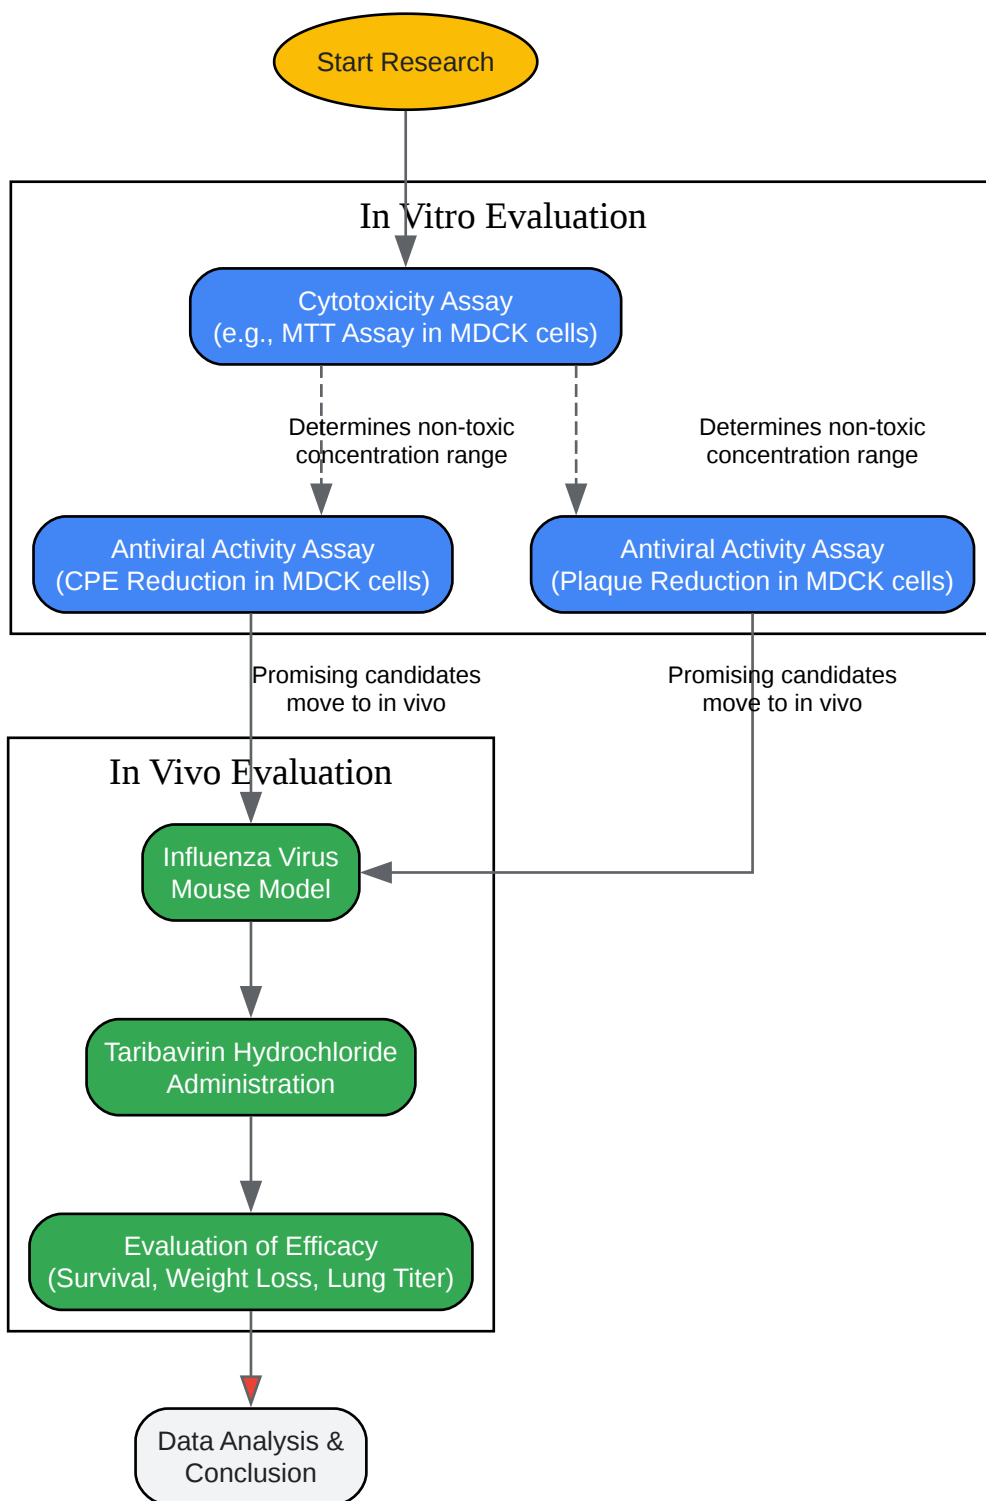 Start Research
In Vitro Evaluation
Cytotoxicity Assay
(e.g., MTT Assay in MDCK cells)
Determines non-toxic
concentration range
Determines non-toxic
concentration range
Antiviral Activity Assay
(CPE Reduction in MDCK cells)
Antiviral Activity Assay
(Plaque Reduction in MDCK cells)
Promising candidates
move to in vivo
Promising candidates
move to in vivo
In Vivo Evaluation
Influenza Virus
Mouse Model
Taribavirin Hydrochloride
Administration
Evaluation of Efficacy
(Survival, Weight Loss, Lung Titer)
Data Analysis &
Conclusion